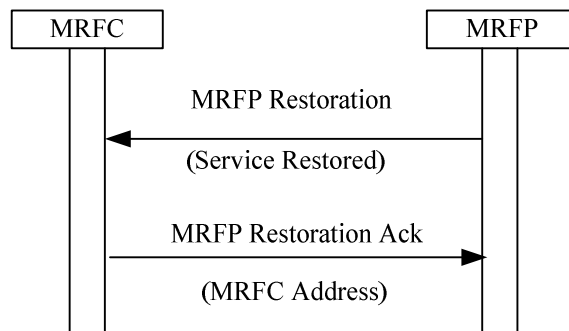 MRFC
MRFP
MRFP Restoration
(Service Restored)
MRFP Restoration Ack
(MRFC Address)